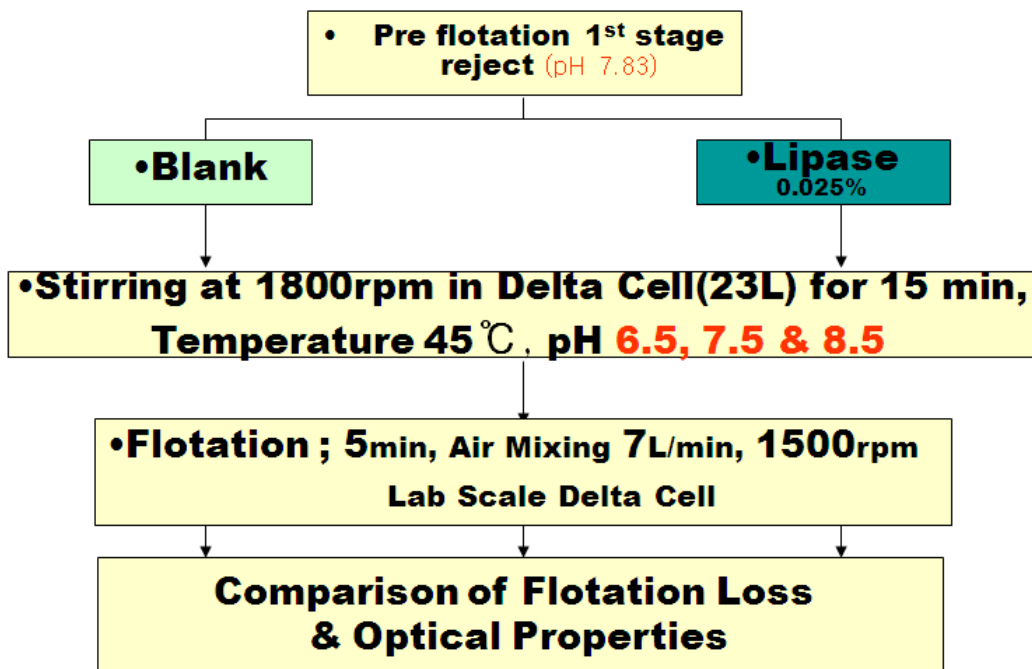 • Pre flotation 1st stage
reject (pH 7.83)
•Blank
•Lipase
0.025%
•Stirring at 1800rpm in Delta Cell(23L) for 15 min,
Temperature 45℃, pH 6.5, 7.5 & 8.5
•Flotation ; 5min, Air Mixing 7L/min, 1500rpm
Lab Scale Delta Cell
Comparison of Flotation Loss
& Optical Properties